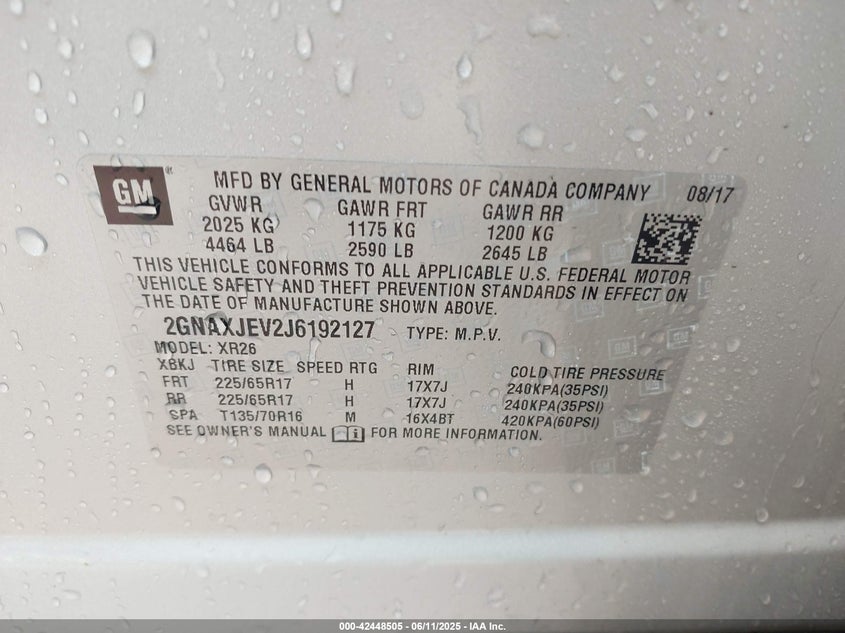 GM ®
MFD BY GENERAL MOTORS OF CANADA COMPANY 08/17
GVWR GAWR FRT GAWR RR
2025 KG 1175 KG 1200 KG
4464 LB 2590 LB 2645 LB
THIS VEHICLE CONFORMS TO ALL APPLICABLE U.S. FEDERAL MOTOR
VEHICLE SAFETY AND THEFT PREVENTION STANDARDS IN EFFECT ON
THE DATE OF MANUFACTURE SHOWN ABOVE.
2GNAXJEV2J6192127 TYPE: M.P.V.
MODEL: XR26
X8KJ TIRE SIZE SPEED RTG RIM COLD TIRE PRESSURE
FRT 225/65R17 H 17X7J 240KPA(35PSI)
RR 225/65R17 H 17X7J 240KPA(35PSI)
SPA T135/70R16 M 16X4BT 420KPA(60PSI)
SEE OWNER'S MANUAL i FOR MORE INFORMATION.
000-42448505 - 06/11/2025 - IAA Inc.